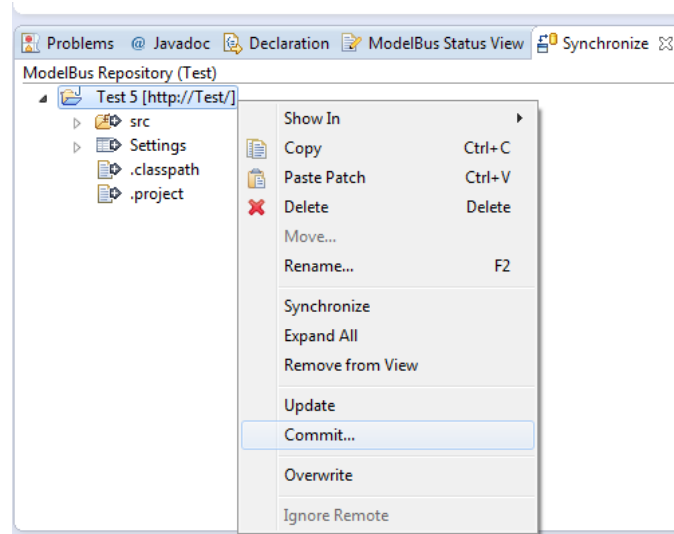 Problems @ Javadoc Declaration ModelBus Status View Synchronize
ModelBus Repository (Test)
Test 5 [http://Test/]
src
Settings
.classpath
.project
Show In
Copy Ctrl+C
Paste Patch Ctrl+V
Delete Delete
Move...
Rename... F2
Synchronize
Expand All
Remove from View
Update
Commit...
Overwrite
Ignore Remote